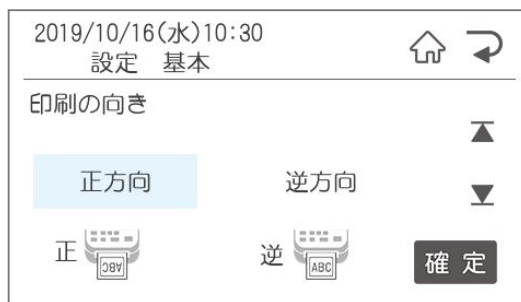 2019/10/16(水)10:30
設定 基本
印刷の向き
正方向 逆方向
正 ABC 逆 ABC
確定